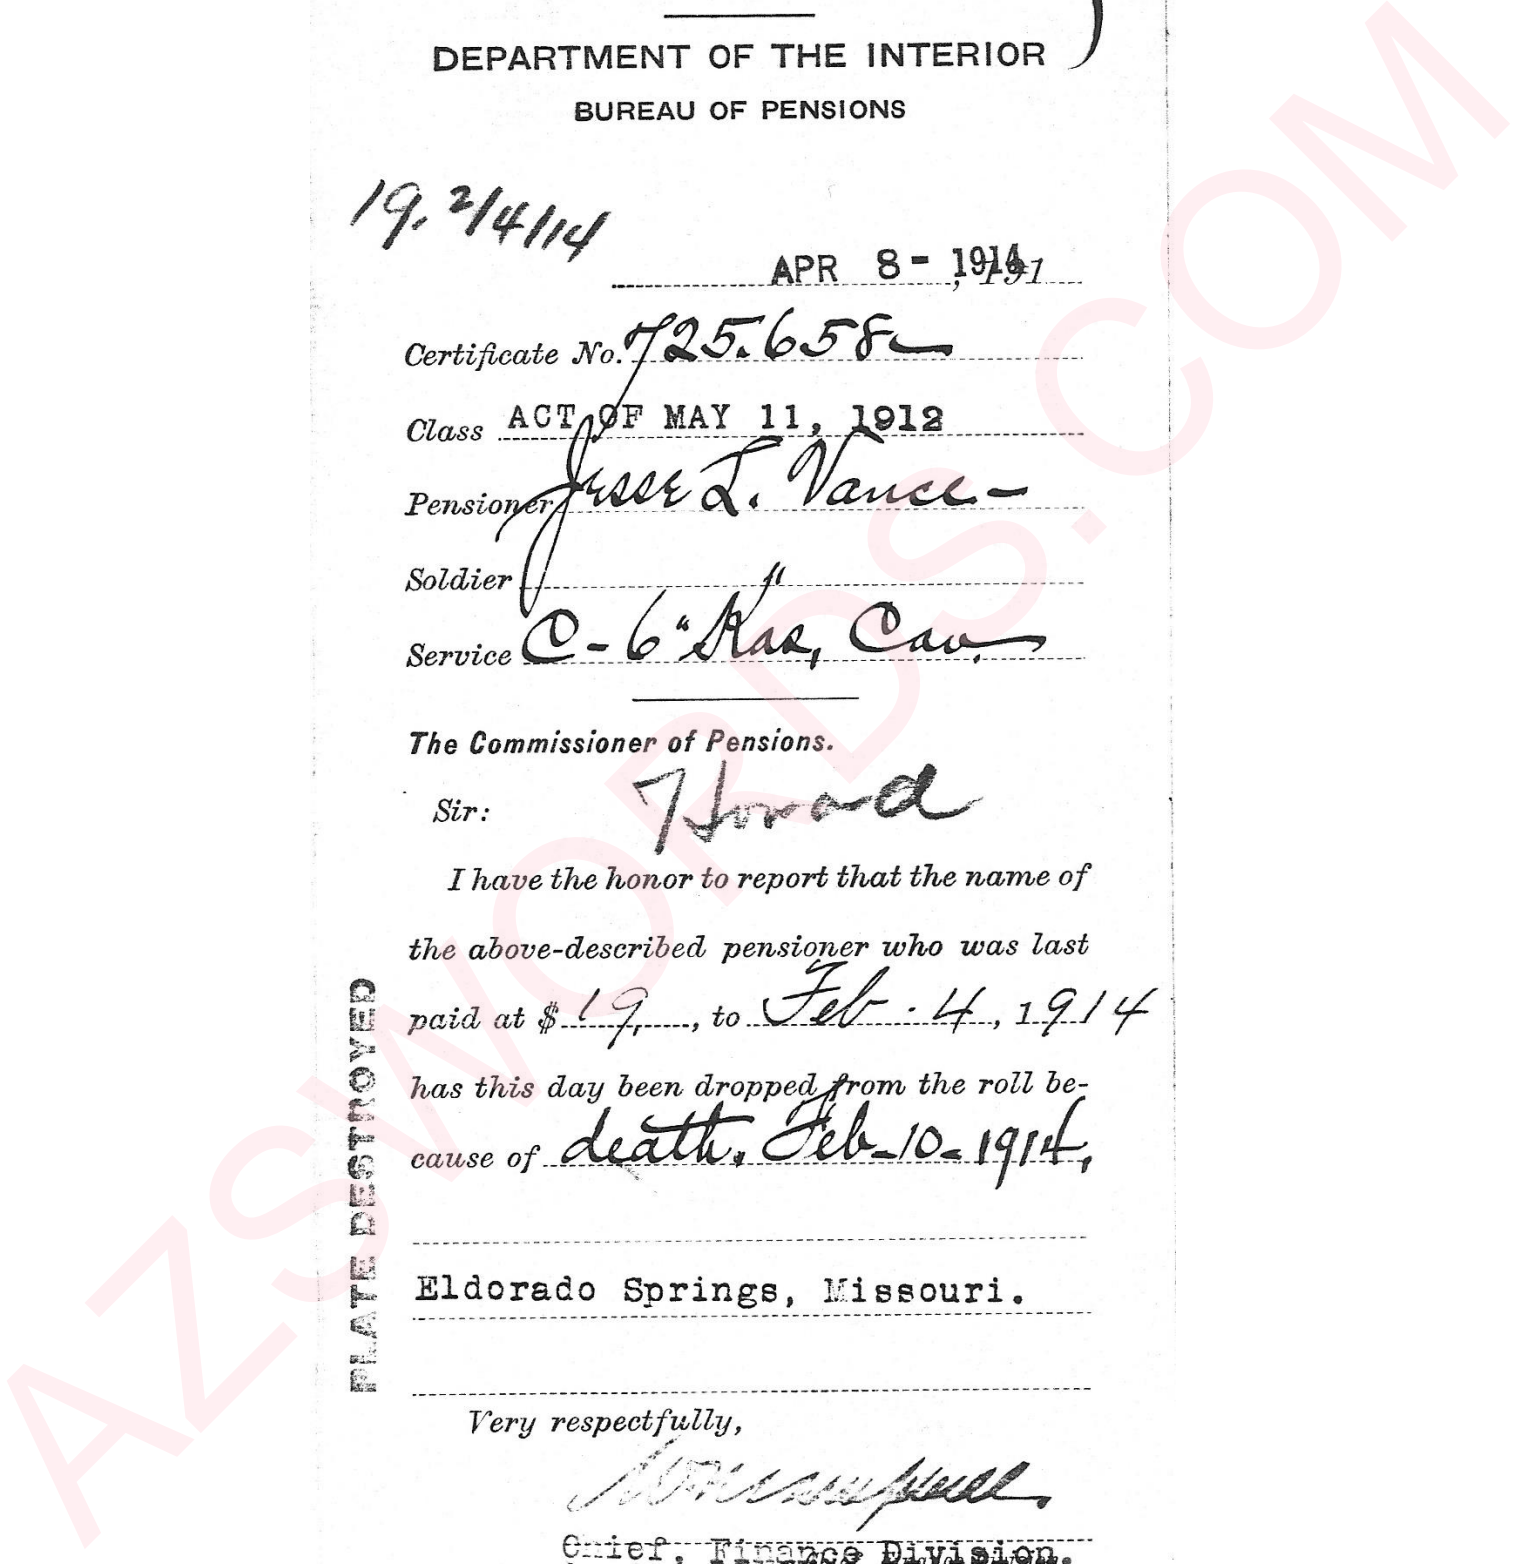 DEPARTMENT OF THE INTERIOR
BUREAU OF PENSIONS
19, 2/4/14
APR 8 - 1914, 191
Certificate No. 725.658
Class ACT OF MAY 11, 1912
Pensioner Jesse L. Vance
Soldier "
Service C - 6" Kas, Cav.
The Commissioner of Pensions.
Howard
Sir:
I have the honor to report that the name of
the above-described pensioner who was last
paid at $ 19, to Feb. 4, 1914
has this day been dropped from the roll be-
cause of death. Feb-10-1914,
Eldorado Springs, Missouri.
Very respectfully,
Chief, Finance Division.
PLATE DESTROYED
AZSWORDS.COM